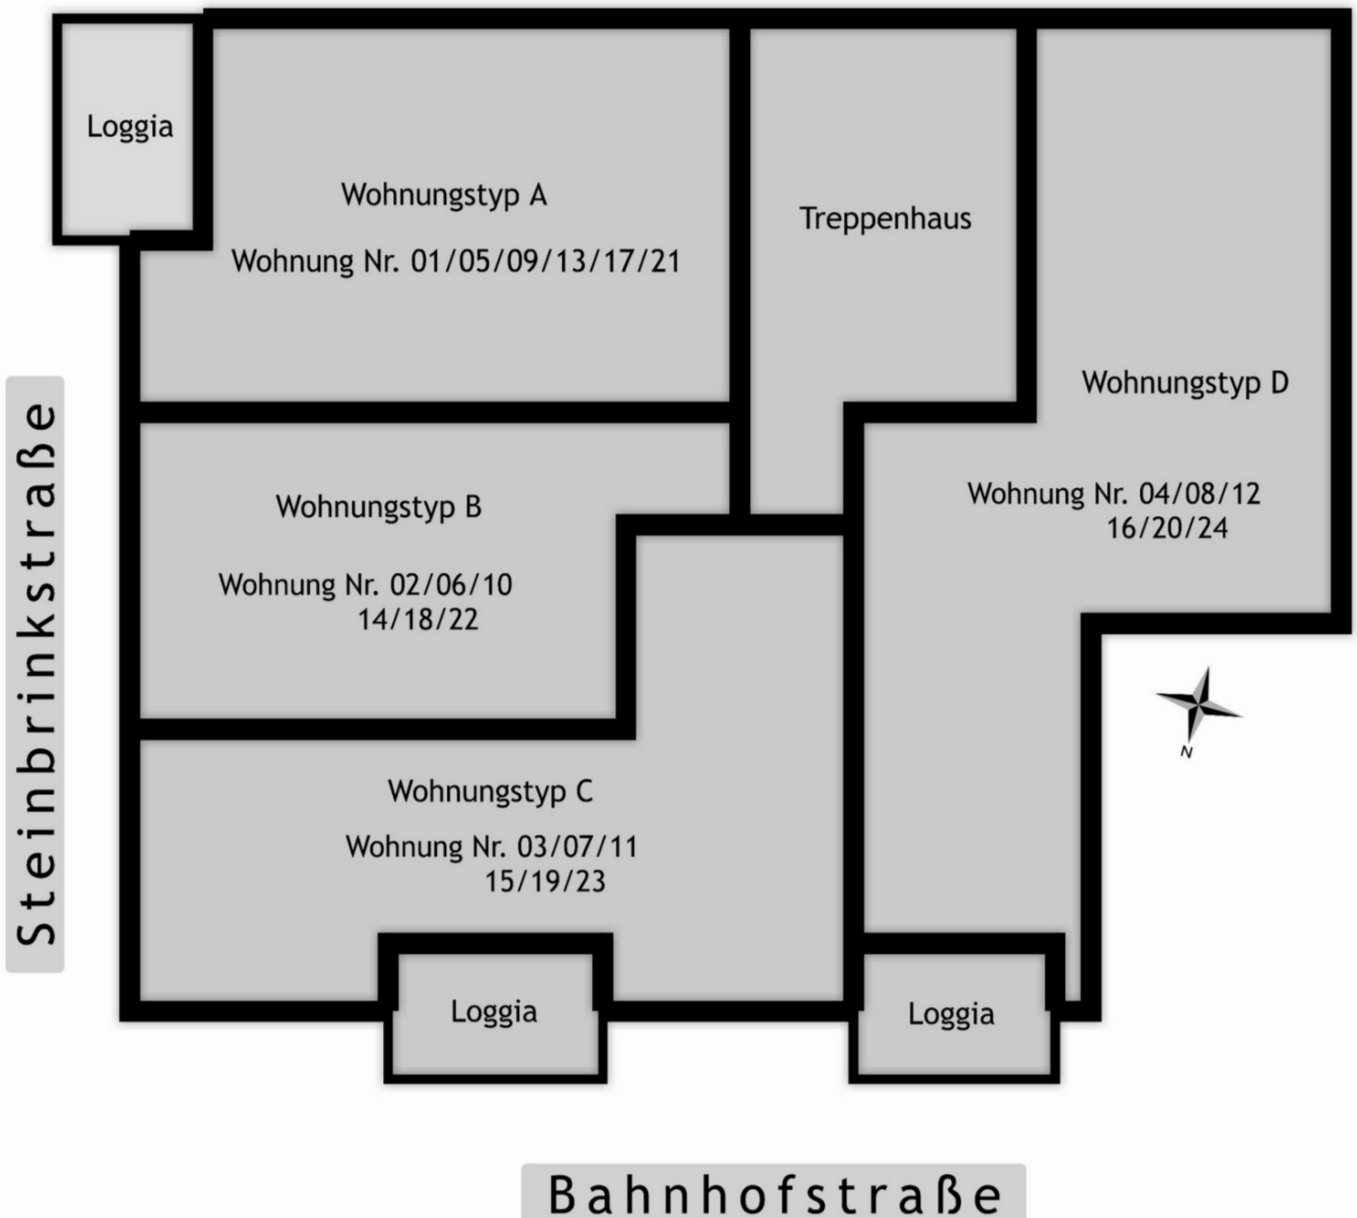 Loggia
Wohnungstyp A
Wohnung Nr. 01/05/09/13/17/21
Treppenhaus
Wohnungstyp D
Wohnung Nr. 04/08/12
16/20/24
Wohnungstyp B
Wohnung Nr. 02/06/10
14/18/22
Steinbrinkstraße
N
Wohnungstyp C
Wohnung Nr. 03/07/11
15/19/23
Loggia
Loggia
Bahnhofstraße